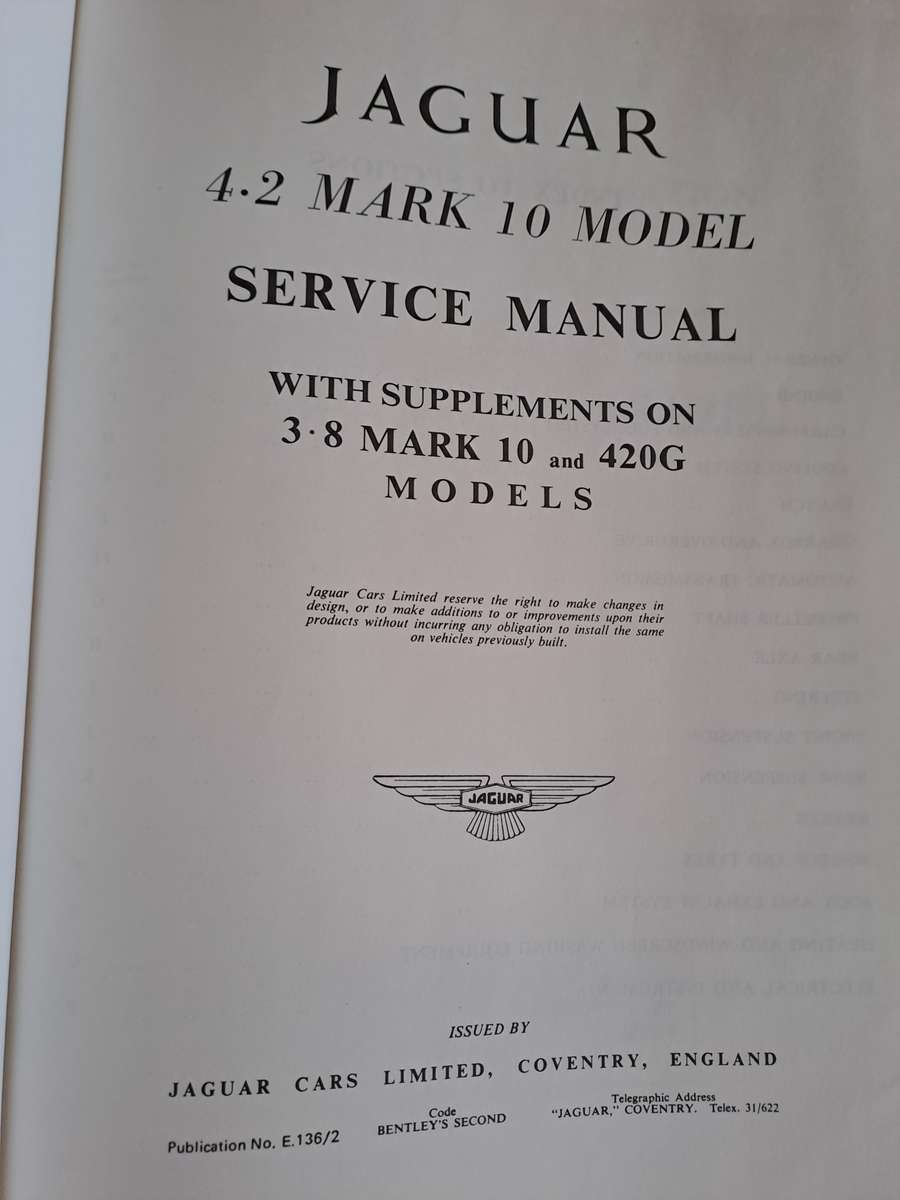 JAGUAR
4·2 MARK 10 MODEL
SERVICE MANUAL
WITH SUPPLEMENTS ON
3·8 MARK 10 and 420G
MODELS
Jaguar Cars Limited reserve the right to make changes in
design, or to make additions to or improvements upon their
products without incurring any obligation to install the same
on vehicles previously built.
JAGUAR
ISSUED BY
JAGUAR CARS LIMITED, COVENTRY, ENGLAND
Publication No. E.136/2
Code
BENTLEY'S SECOND
Telegraphic Address
"JAGUAR," COVENTRY. Telex. 31/622